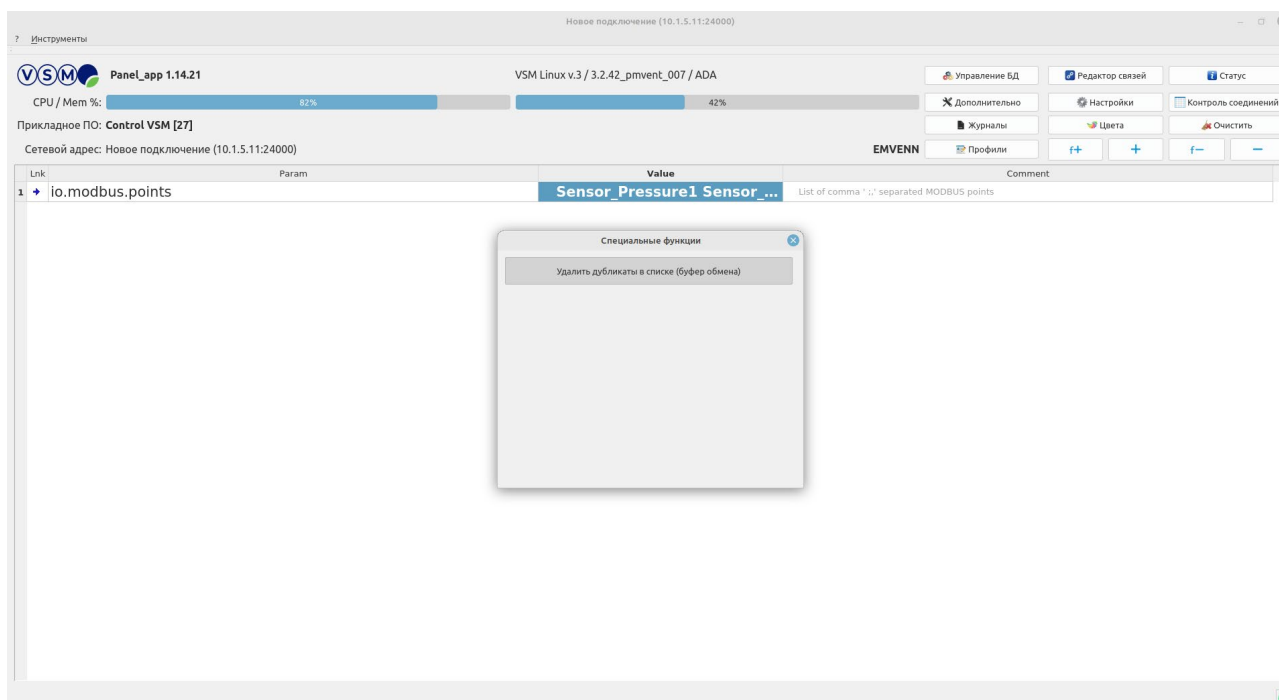 Новое подключение (10.1.5.11:24000)
? Инструменты
VSM Panel_app 1.14.21 VSM Linux v.3 / 3.2.42_pmvent_007 / ADA Управление БД Редактор связей Статус
CPU / Mem %: 82% 42% Дополнительно Настройки Контроль соединений
Прикладное ПО: Control VSM [27] Журналы Цвета Очистить
Сетевой адрес: Новое подключение (10.1.5.11:24000) EMVENN Профили f+ + f− −
Lnk Param Value Comment
1 io.modbus.points Sensor_Pressure1 Sensor_... List of comma ' ;,' separated MODBUS points
Специальные функции
Удалить дубликаты в списке (буфер обмена)